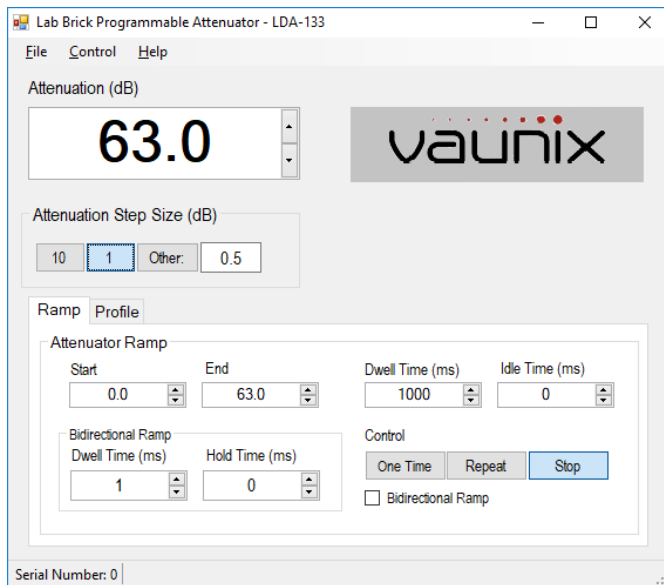 Lab Brick Programmable Attenuator - LDA-133
File Control Help
Attenuation (dB)
63.0
vaunix
Attenuation Step Size (dB)
10 1 Other: 0.5
Ramp Profile
Attenuator Ramp
Start End Dwell Time (ms) Idle Time (ms)
0.0 63.0 1000 0
Bidirectional Ramp Control
Dwell Time (ms) Hold Time (ms)
One Time Repeat Stop
1 0
Bidirectional Ramp
Serial Number: 0